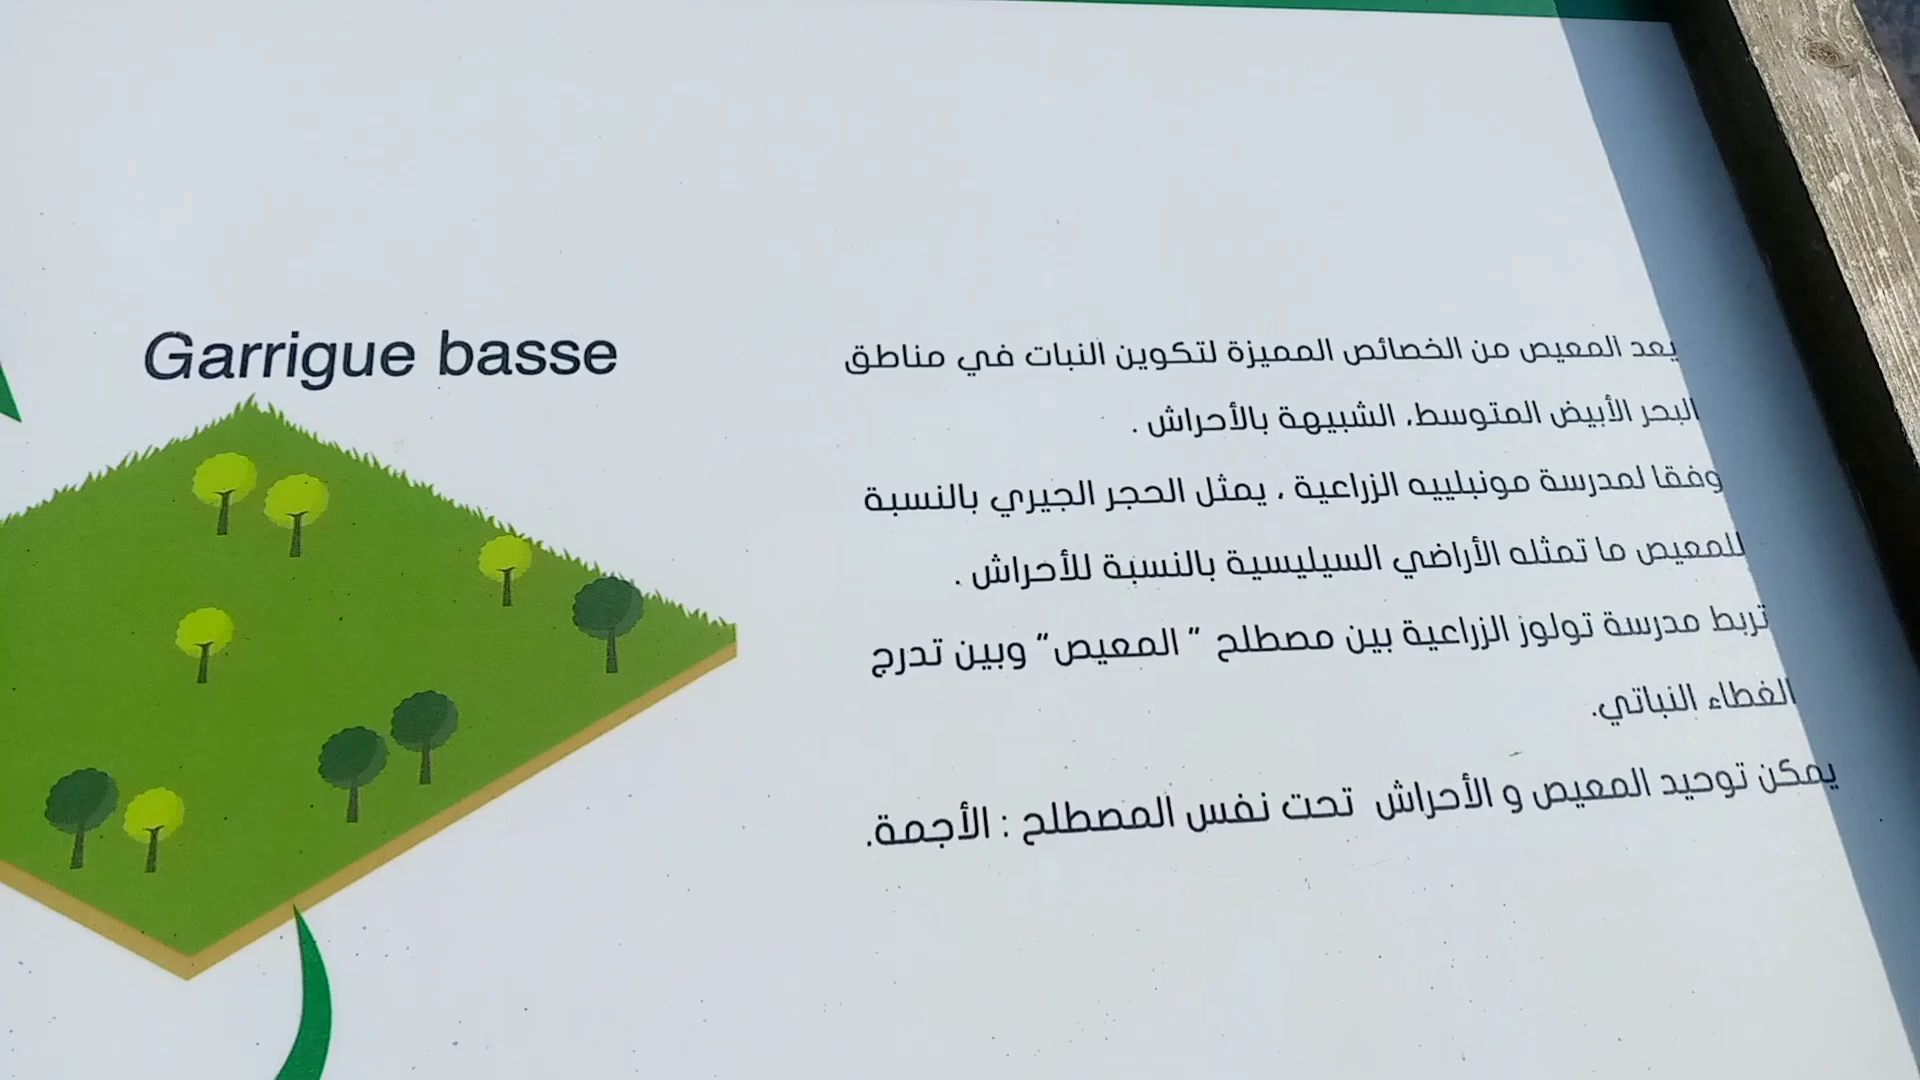 Garrigue basse
يعد المعيص من الخصائص المميزة لتكوين النبات في مناطق
البحر الأبيض المتوسط، الشبيهة بالأحراش .
وفقا لمدرسة مونبلييه الزراعية ، يمثل الحجر الجيري بالنسبة
للمعيص ما تمثله الأراضي السيليسية بالنسبة للأحراش .
تربط مدرسة تولوز الزراعية بين مصطلح " المعيص" وبين تدرج
الغطاء النباتي.
يمكن توحيد المعيص و الأحراش تحت نفس المصطلح : الأجمة.